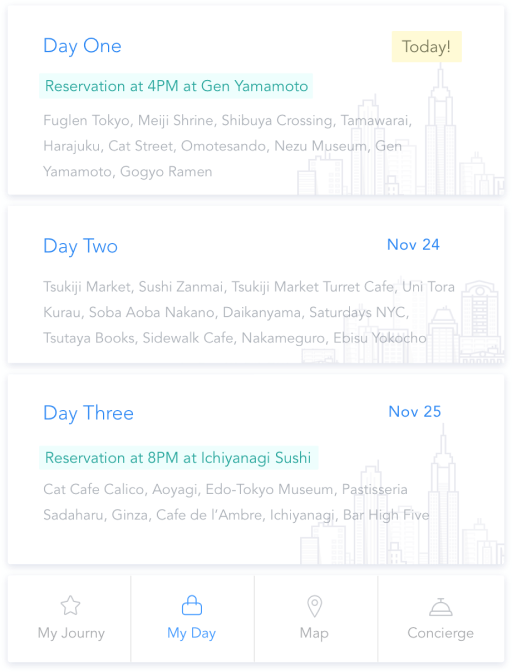 Day One
Today!
Reservation at 4PM at Gen Yamamoto
Fuglen Tokyo, Meiji Shrine, Shibuya Crossing, Tamawarai,
Harajuku, Cat Street, Omotesando, Nezu Museum, Gen
Yamamoto, Gogyo Ramen
Day Two
Nov 24
Tsukiji Market, Sushi Zanmai, Tsukiji Market Turret Cafe, Uni Tora
Kurau, Soba Aoba Nakano, Daikanyama, Saturdays NYC,
Tsutaya Books, Sidewalk Cafe, Nakameguro, Ebisu Yokocho
Day Three
Nov 25
Reservation at 8PM at Ichiyanagi Sushi
Cat Cafe Calico, Aoyagi, Edo-Tokyo Museum, Pastisseria
Sadaharu, Ginza, Cafe de l’Ambre, Ichiyanagi, Bar High Five
My Journy
My Day
Map
Concierge